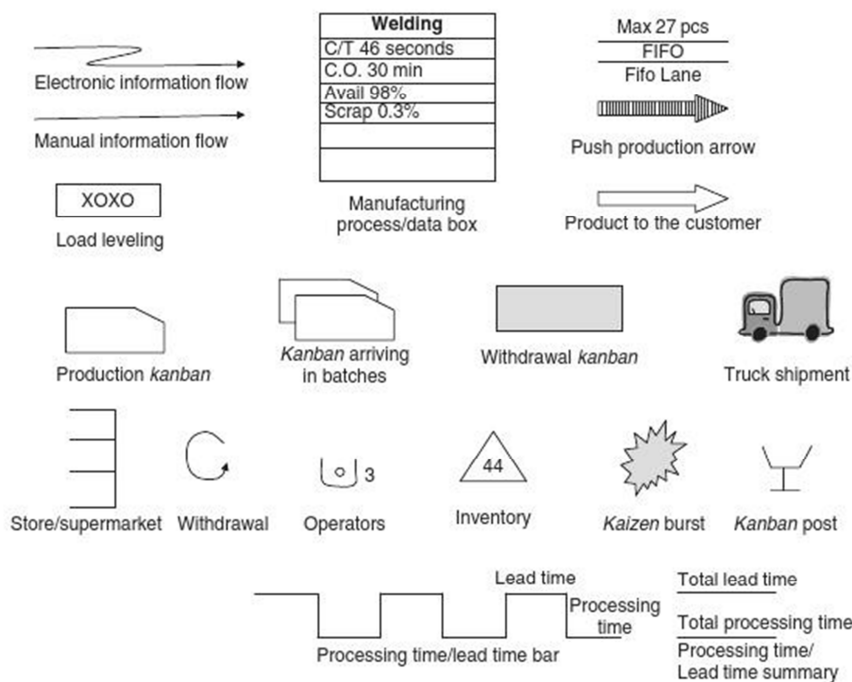 Electronic information flow
Manual information flow
XOXO
Load leveling
Welding
C/T 46 seconds
C.O. 30 min
Avail 98%
Scrap 0.3%
Manufacturing
process/data box
Max 27 pcs
FIFO
Fifo Lane
Push production arrow
Product to the customer
Production kanban
Kanban arriving
in batches
Withdrawal kanban
Truck shipment
Store/supermarket
Withdrawal
3
Operators
44
Inventory
Kaizen burst
Kanban post
Lead time
Processing
time
Processing time/lead time bar
Total lead time
Total processing time
Processing time/
Lead time summary